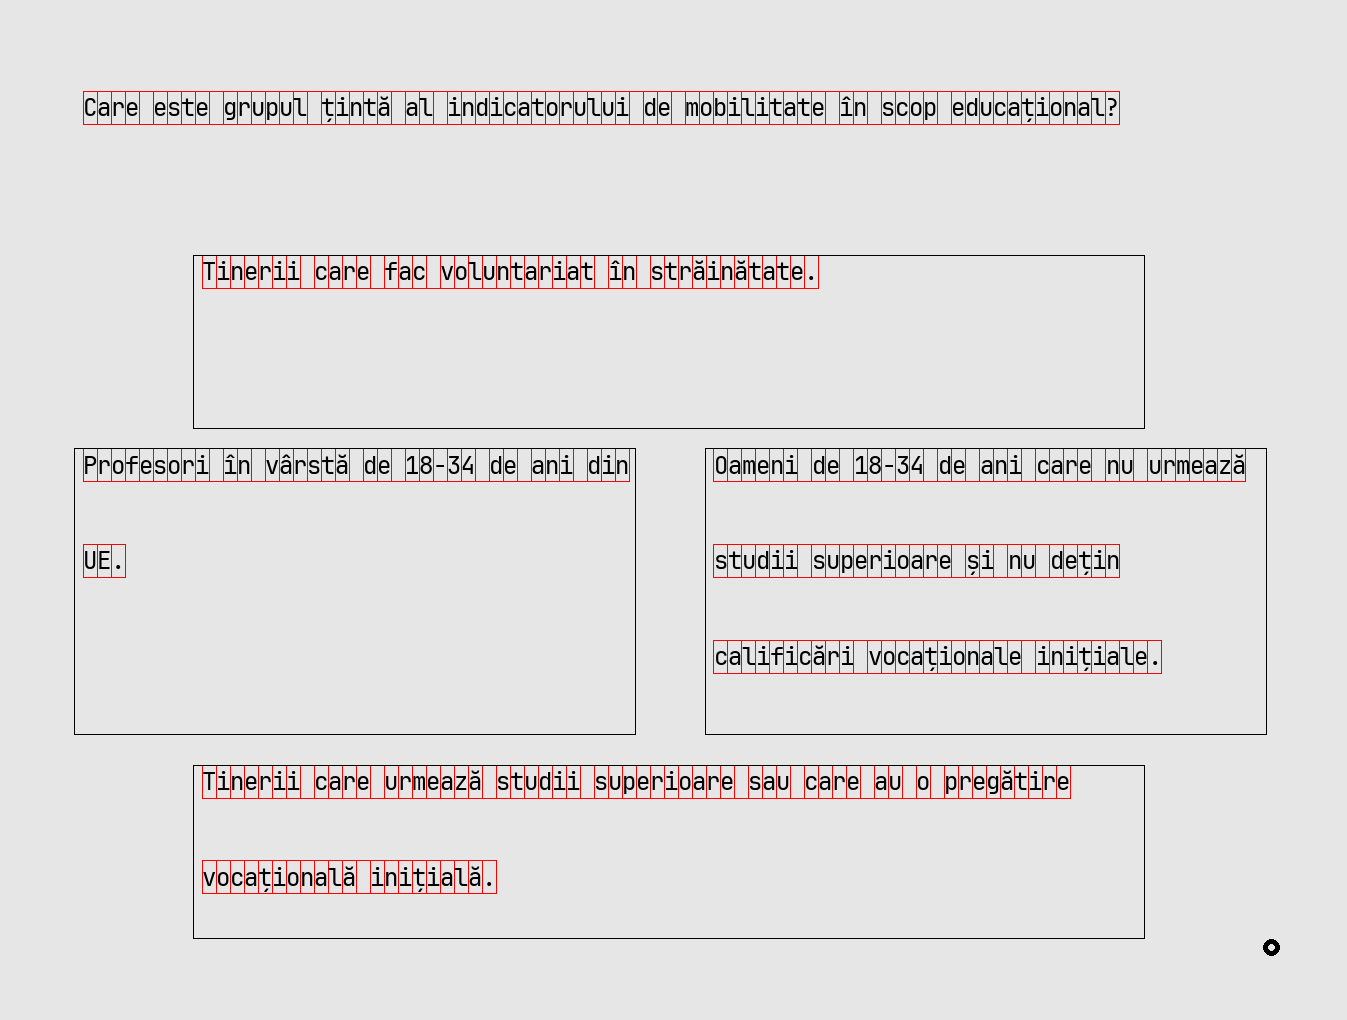 Care este grupul țintă al indicatorului de mobilitate în scop educațional?
Tinerii care fac voluntariat în străinătate.
Profesori în vârstă de 18-34 de ani din
UE.
Oameni de 18-34 de ani care nu urmează
studii superioare și nu dețin
calificări vocaționale inițiale.
Tinerii care urmează studii superioare sau care au o pregătire
vocațională inițială.